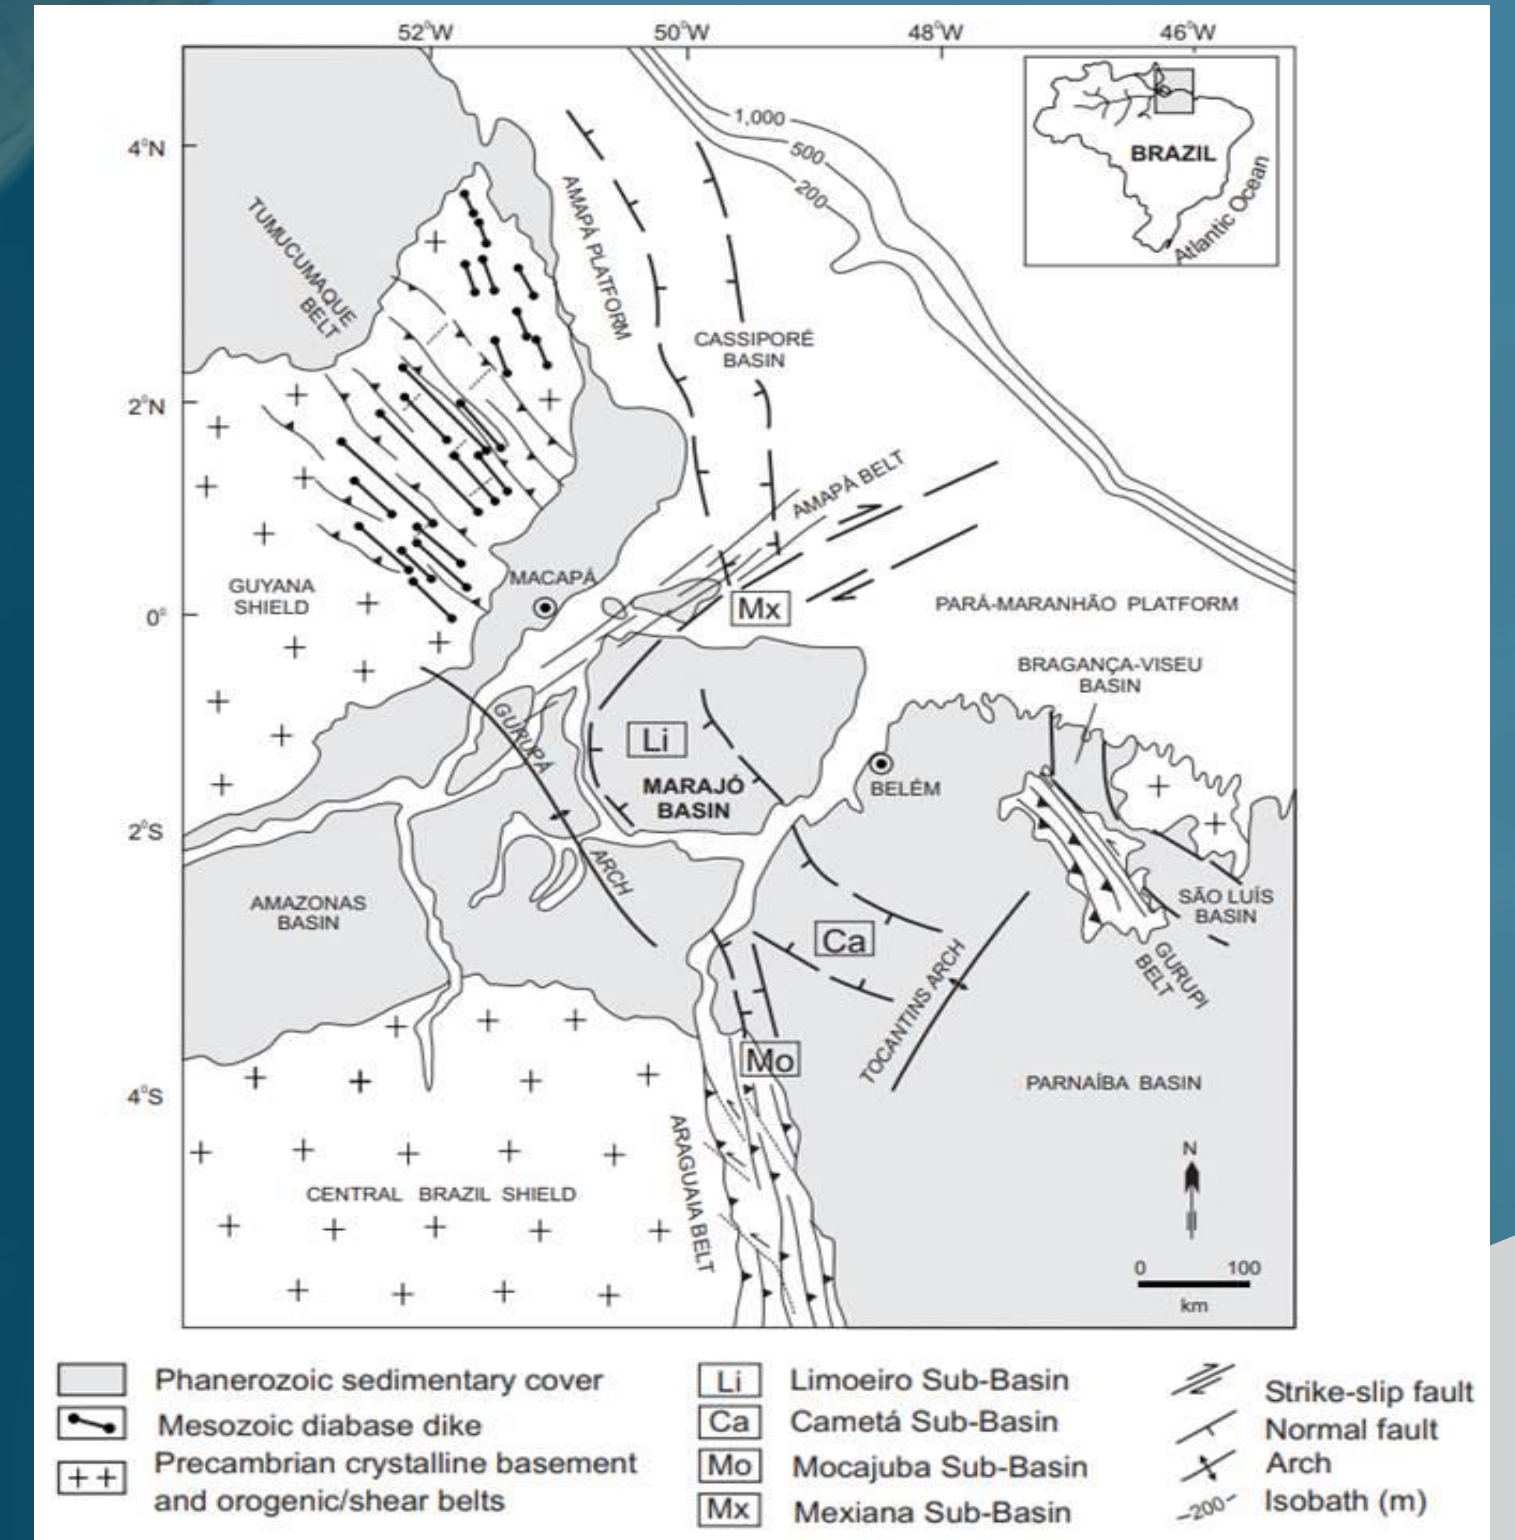 52°W 50°W 48°W 46°W
4°N
2°N
0°
2°S
4°S
1,000
500
200
BRAZIL
Atlantic Ocean
TUMUCUMAQUE
BELT
AMAPÁ PLATFORM
CASSIPORÉ
BASIN
AMAPÁ BELT
GUYANA
SHIELD
MACAPÁ
Mx
PARÁ-MARANHÃO PLATFORM
BRAGANÇA-VISEU
BASIN
GURUPÁ
ARCH
Li
MARAJÓ
BASIN
BELÉM
AMAZONAS
BASIN
Ca
SÃO LUÍS
BASIN
GURUPI
BELT
TOCANTINS ARCH
Mo
PARNAÍBA BASIN
ARAGUAIA BELT
CENTRAL BRAZIL SHIELD
N
0 100
km
Phanerozoic sedimentary cover
Mesozoic diabase dike
Precambrian crystalline basement
and orogenic/shear belts
Li Limoeiro Sub-Basin
Ca Cametá Sub-Basin
Mo Mocajuba Sub-Basin
Mx Mexiana Sub-Basin
Strike-slip fault
Normal fault
Arch
-200- Isobath (m)